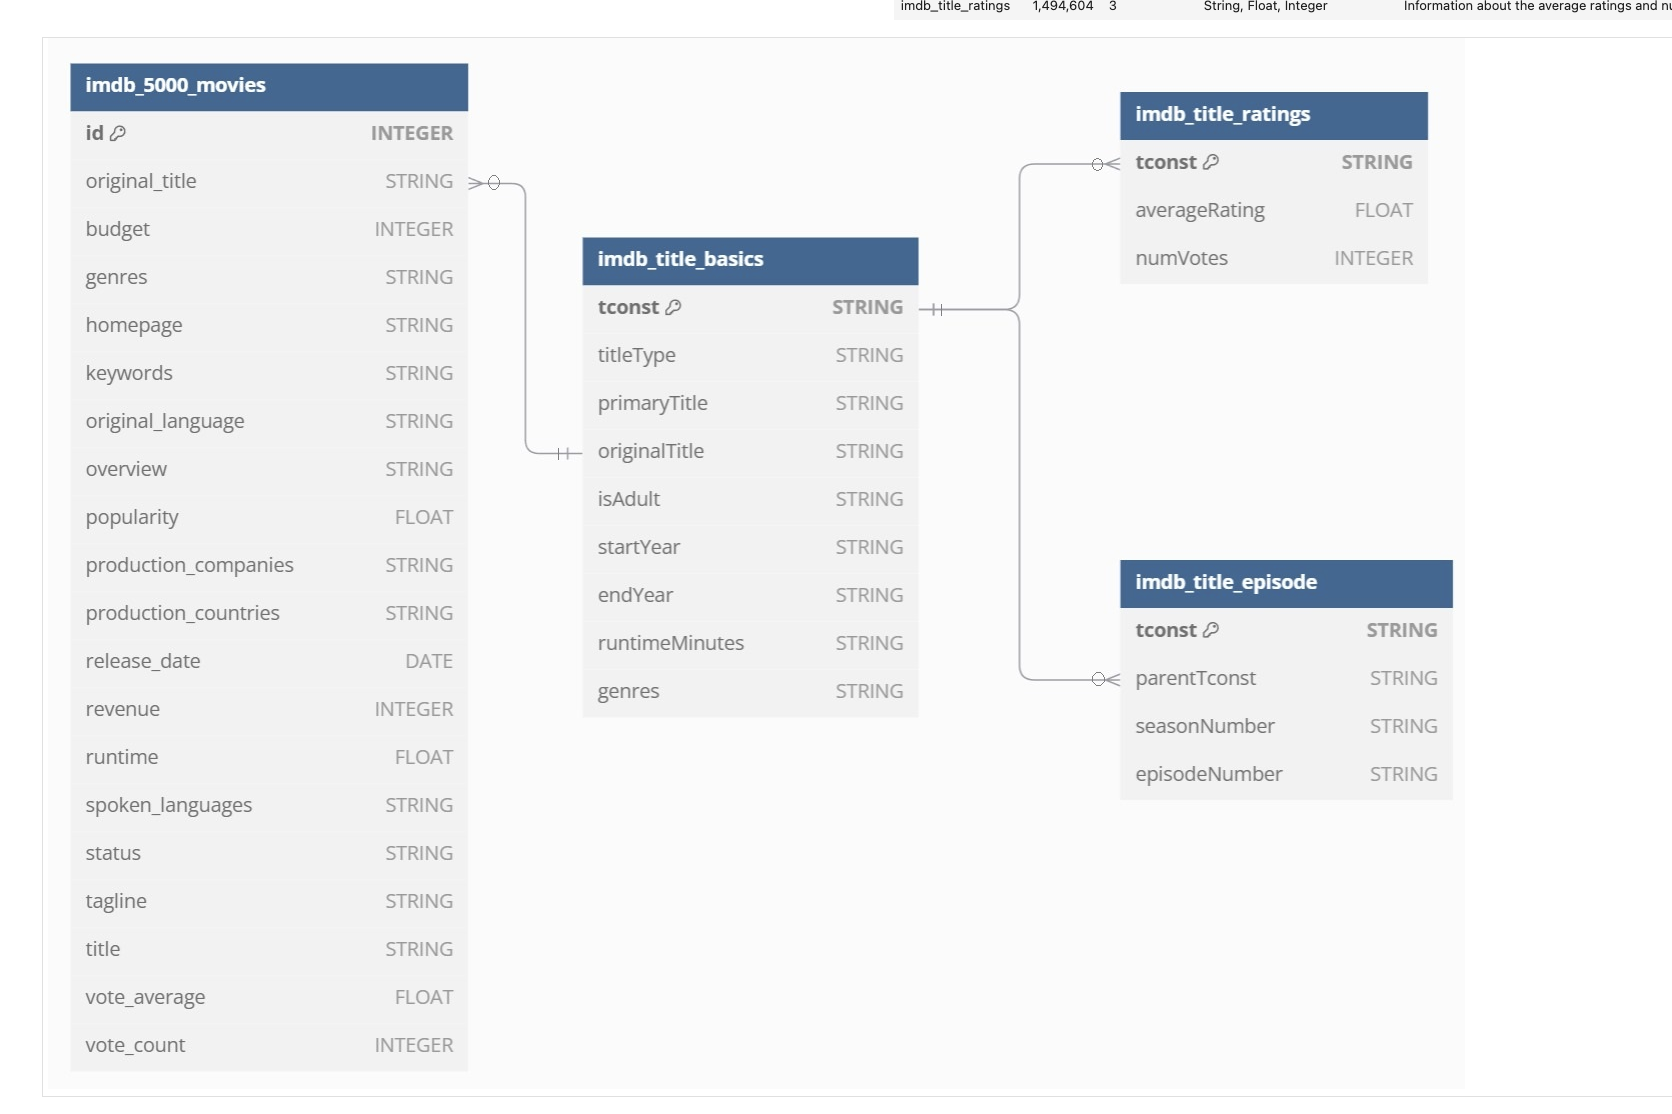 imdb_title_ratings 1,494,604 3 String, Float, Integer Information about the average ratings and
imdb_5000_movies
id INTEGER
original_title STRING
budget INTEGER
genres STRING
homepage STRING
keywords STRING
original_language STRING
overview STRING
popularity FLOAT
production_companies STRING
production_countries STRING
release_date DATE
revenue INTEGER
runtime FLOAT
spoken_languages STRING
status STRING
tagline STRING
title STRING
vote_average FLOAT
vote_count INTEGER
imdb_title_basics
tconst STRING
titleType STRING
primaryTitle STRING
originalTitle STRING
isAdult STRING
startYear STRING
endYear STRING
runtimeMinutes STRING
genres STRING
imdb_title_ratings
tconst STRING
averageRating FLOAT
numVotes INTEGER
imdb_title_episode
tconst STRING
parentTconst STRING
seasonNumber STRING
episodeNumber STRING